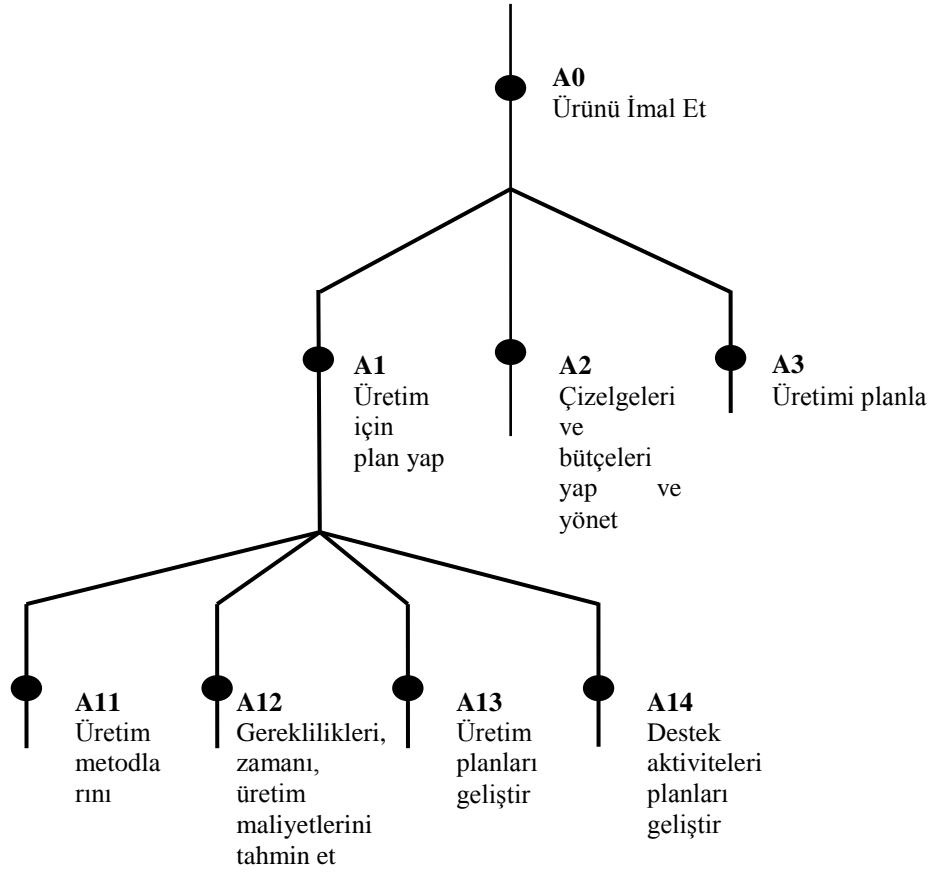 A0
Ürünü İmal Et
A1
Üretim
için
plan yap
A2
Çizelgeleri
ve
bütçeleri
yap ve
yönet
A3
Üretimi planla
A11
Üretim
metodla
rını
A12
Gereklilikleri,
zamanı,
üretim
maliyetlerini
tahmin et
A13
Üretim
planları
geliştir
A14
Destek
aktiviteleri
planları
geliştir